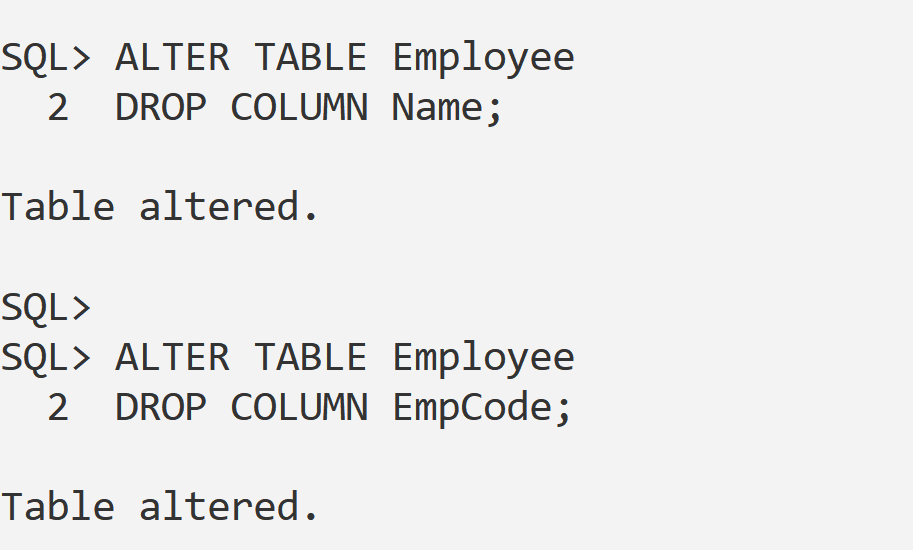 SQL> ALTER TABLE Employee
  2  DROP COLUMN Name;
Table altered.
SQL>
SQL> ALTER TABLE Employee
  2  DROP COLUMN EmpCode;
Table altered.